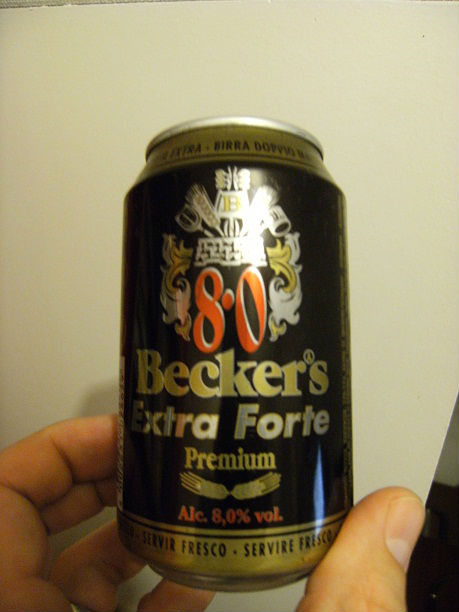 EXTRA - BIRRA DOPPIO
B
8.0
Becker's
Extra Forte
Premium
Alc. 8,0% vol.
- SERVIR FRESCO - SERVIRE FRESCO